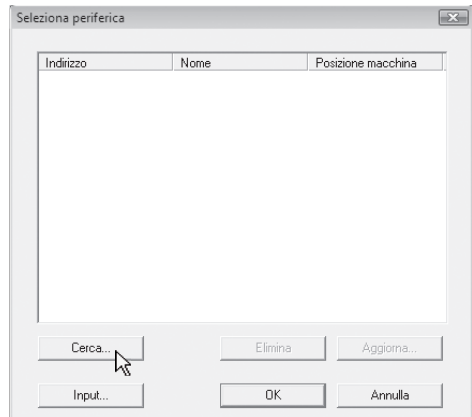 Seleziona periferica
Indirizzo Nome Posizione macchina
Cerca... Elimina Aggiorna...
Input... OK Annulla